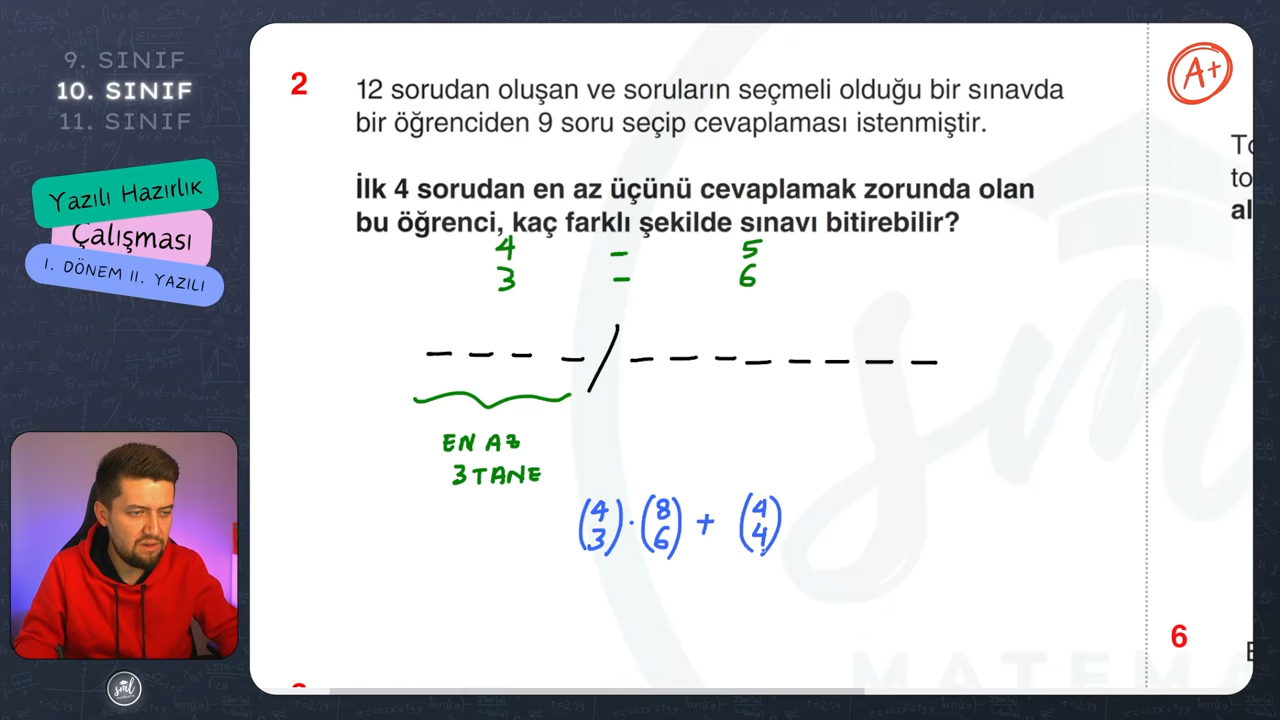 9. SINIF
10. SINIF
11. SINIF
Yazılı Hazırlık
Çalışması
1. DÖNEM II. YAZILI
sml
2
12 sorudan oluşan ve soruların seçmeli olduğu bir sınavda
bir öğrenciden 9 soru seçip cevaplaması istenmiştir.
İlk 4 sorudan en az üçünü cevaplamak zorunda olan
bu öğrenci, kaç farklı şekilde sınavı bitirebilir?
4 - 5
3 - 6
EN AZ
3 TANE
(4 3) · (8 6) + (4 4)
A+
6
sml
MATEMA